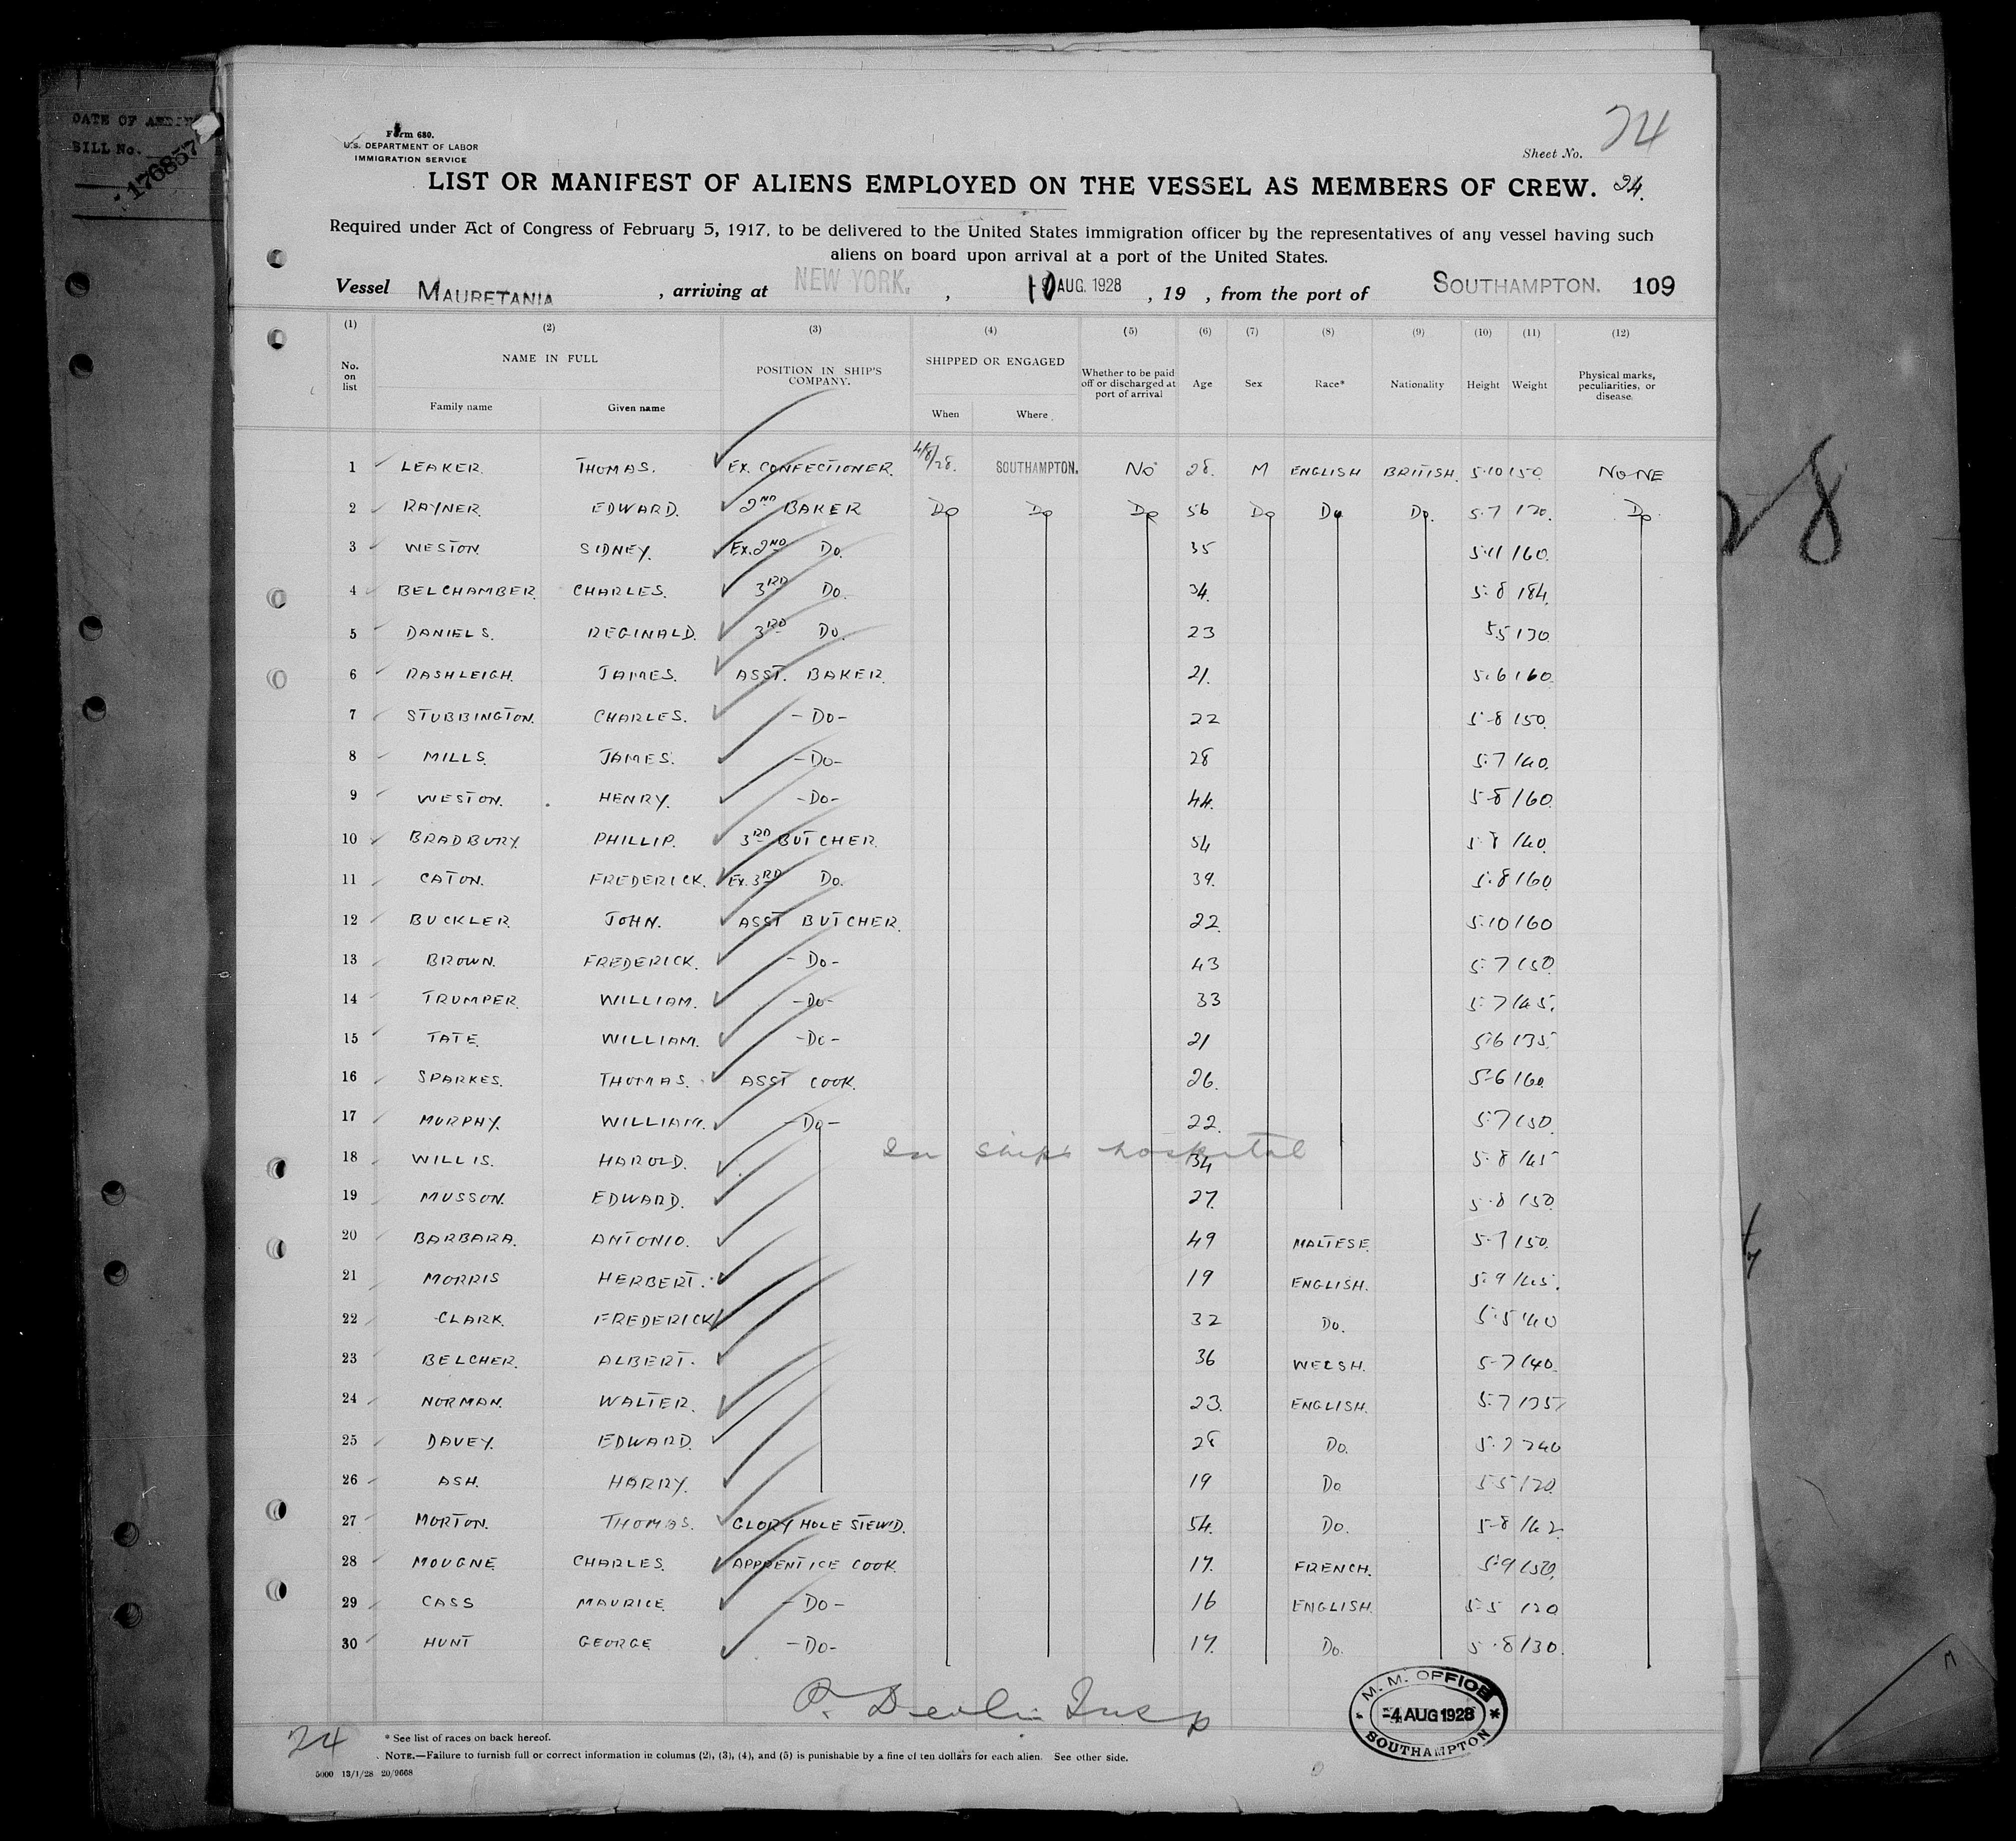 DATE OF
BILL No.
176857
24
Form 680.
U.S. DEPARTMENT OF LABOR
IMMIGRATION SERVICE
Sheet No.
LIST OR MANIFEST OF ALIENS EMPLOYED ON THE VESSEL AS MEMBERS OF CREW. 24.
Required under Act of Congress of February 5, 1917, to be delivered to the United States immigration officer by the representatives of any vessel having such
aliens on board upon arrival at a port of the United States.
Vessel MAURETANIA , arriving at NEW YORK. , 10 AUG. 1928 , 19 , from the port of SOUTHAMPTON. 109
(1) (2) (3) (4) (5) (6) (7) (8) (9) (10) (11) (12)
No. on list NAME IN FULL POSITION IN SHIP'S COMPANY. SHIPPED OR ENGAGED Whether to be paid off or discharged at port of arrival Age Sex Race* Nationality Height Weight Physical marks, peculiarities, or disease.
Family name Given name When Where
1 LEAKER. THOMAS. EX. CONFECTIONER. 4/8/28. SOUTHAMPTON. NO 28. M ENGLISH BRITISH. 5.10 150. NONE
2 RAYNER. EDWARD. 2ND BAKER DO DO DO 56 DO DO DO. 5.7 170. DO.
3 WESTON. SIDNEY. EX. 2ND DO. 35 5.11 160.
4 BELCHAMBER. CHARLES. 3RD DO. 34. 5.8 184.
5 DANIELS. REGINALD. 3RD DO. 23 5.5 130.
6 RASHLEIGH. JAMES. ASST. BAKER. 21. 5.6 160.
7 STUBBINGTON. CHARLES. -DO- 22 5.8 150.
8 MILLS. JAMES. -DO- 28 5.7 140.
9 WESTON. HENRY. -DO- 44. 5.8 160.
10 BRADBURY. PHILLIP. 3RD BUTCHER. 54 5.8 140.
11 CATON. FREDERICK. EX. 3RD DO. 39. 5.8 160.
12 BUCKLER. JOHN. ASST BUTCHER. 22. 5.10 160
13 BROWN. FREDERICK. -DO- 43 5.7 150.
14 TRUMPER. WILLIAM. -DO- 33 5.7 145.
15 TATE. WILLIAM. -DO- 21 5.6 135.
16 SPARKES. THOMAS. ASST COOK. 26. 5.6 160.
17 MURPHY. WILLIAM. -DO- 22. 5.7 150.
In ships hospital
18 WILLIS. HAROLD. 34 5.8 145
19 MUSSON. EDWARD. 27. 5.8 150.
20 BARBARA. ANTONIO. 49 MALTESE. 5.7 150.
21 MORRIS HERBERT. 19 ENGLISH. 5.9 145.
22 CLARK. FREDERICK 32 DO. 5.5 140
23 BELCHER. ALBERT. 36 WELSH. 5.7 140.
24 NORMAN. WALTER. 23. ENGLISH. 5.7 135
25 DAVEY. EDWARD. 28 DO. 5.7 240
26 ASH. HARRY. 19 DO 5.5 120.
27 MORTON. THOMAS. GLORY HOLE STEWD. 54. DO. 5.8 142
28 MOUGNE CHARLES. APPRENTICE COOK. 17. FRENCH. 5.9 150.
29 CASS MAURICE. -DO- 16 ENGLISH. 5.5 120
30 HUNT GEORGE. -DO- 17. DO. 5.8 130.
P. Devlin Insp
M. M. OFFICE
-4 AUG 1928 *
SOUTHAMPTON
24
* See list of races on back hereof.
NOTE.—Failure to furnish full or correct information in columns (2), (3), (4), and (5) is punishable by a fine of ten dollars for each alien. See other side.
5000 13/1/28 20/9668
28